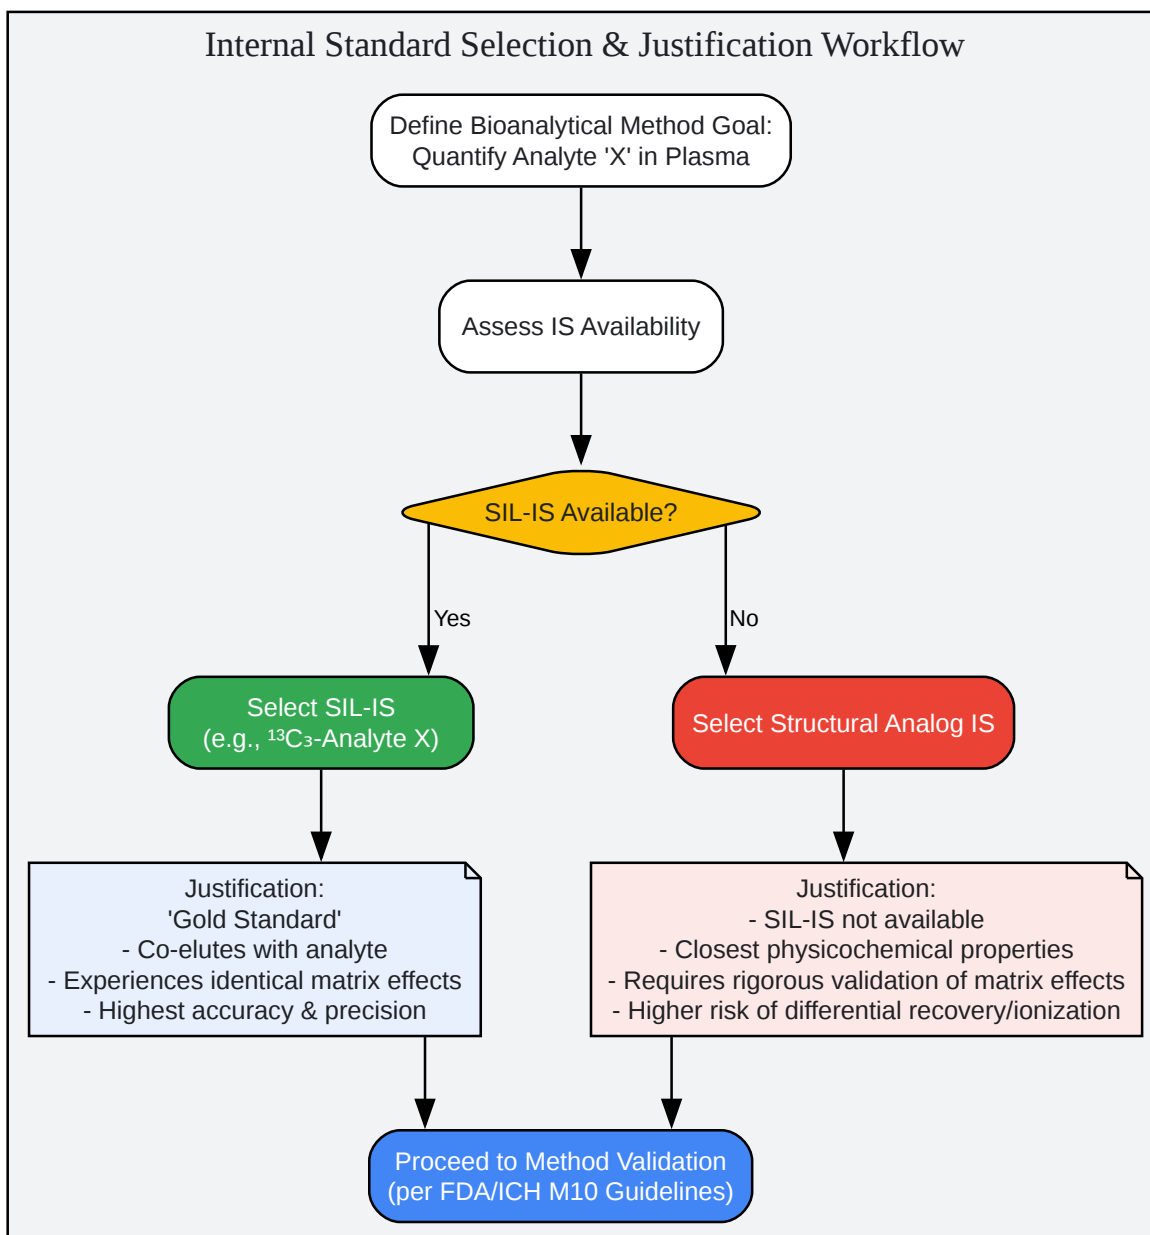 Internal Standard Selection & Justification Workflow
Define Bioanalytical Method Goal:
Quantify Analyte 'X' in Plasma
Assess IS Availability
SIL-IS Available?
Yes
No
Select SIL-IS
(e.g., ¹³C₃-Analyte X)
Select Structural Analog IS
Justification:
'Gold Standard'
- Co-elutes with analyte
- Experiences identical matrix effects
- Highest accuracy & precision
Justification:
- SIL-IS not available
- Closest physicochemical properties
- Requires rigorous validation of matrix effects
- Higher risk of differential recovery/ionization
Proceed to Method Validation
(per FDA/ICH M10 Guidelines)